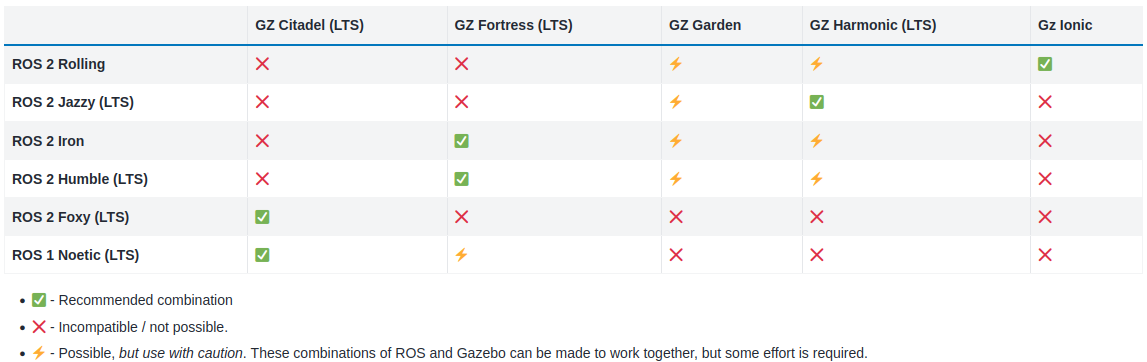 GZ Citadel (LTS) GZ Fortress (LTS) GZ Garden GZ Harmonic (LTS) Gz Ionic
ROS 2 Rolling ❌ ❌ ⚡ ⚡ ✅
ROS 2 Jazzy (LTS) ❌ ❌ ⚡ ✅ ❌
ROS 2 Iron ❌ ✅ ⚡ ⚡ ❌
ROS 2 Humble (LTS) ❌ ✅ ⚡ ⚡ ❌
ROS 2 Foxy (LTS) ✅ ❌ ❌ ❌ ❌
ROS 1 Noetic (LTS) ✅ ⚡ ❌ ❌ ❌
• ✅ - Recommended combination
• ❌ - Incompatible / not possible.
• ⚡ - Possible, but use with caution. These combinations of ROS and Gazebo can be made to work together, but some effort is required.